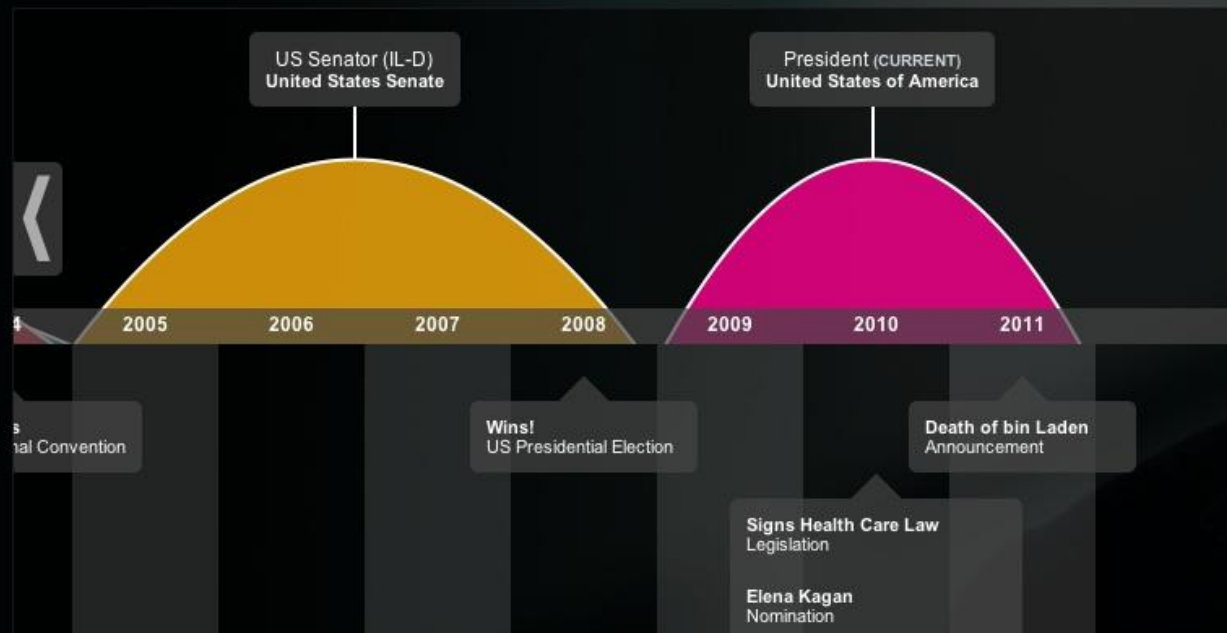 US Senator (IL-D)
United States Senate
President (CURRENT)
United States of America
4 2005 2006 2007 2008 2009 2010 2011
s
nal Convention
Wins!
US Presidential Election
Death of bin Laden
Announcement
Signs Health Care Law
Legislation
Elena Kagan
Nomination